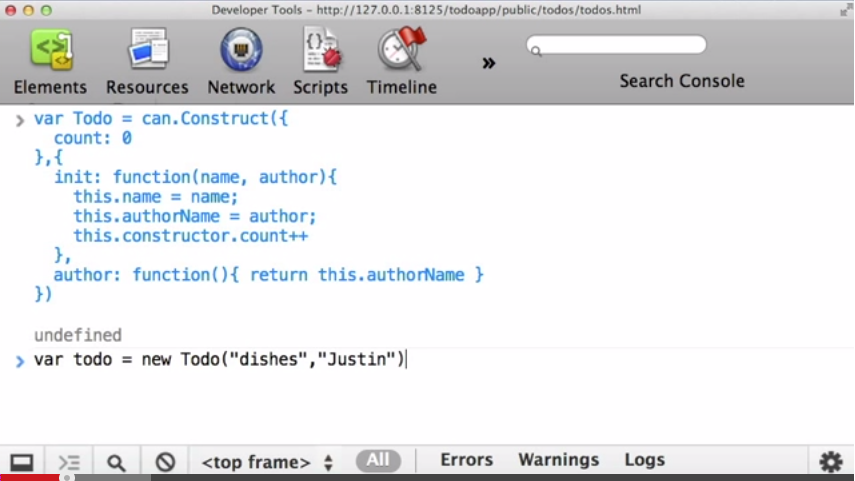 Developer Tools - http://127.0.0.1:8125/todoapp/public/todos/todos.html
Elements Resources Network Scripts Timeline » Search Console
> var Todo = can.Construct({
count: 0
},{
init: function(name, author){
this.name = name;
this.authorName = author;
this.constructor.count++
},
author: function(){ return this.authorName }
})
undefined
> var todo = new Todo("dishes","Justin")
<top frame> All Errors Warnings Logs